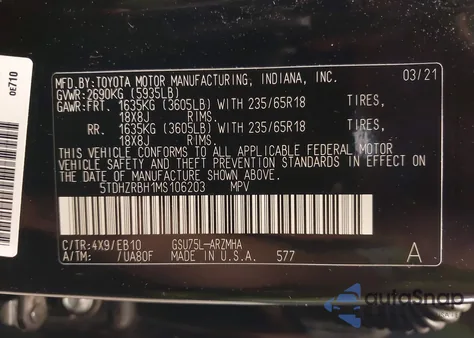 0E710
MFD.BY:TOYOTA MOTOR MANUFACTURING, INDIANA, INC. 03/21
GVWR:2690KG (5935LB)
GAWR:FRT. 1635KG (3605LB) WITH 235/65R18 TIRES,
18X8J RIMS.
RR. 1635KG (3605LB) WITH 235/65R18 TIRES,
18X8J RIMS.
THIS VEHICLE CONFORMS TO ALL APPLICABLE FEDERAL MOTOR
VEHICLE SAFETY AND THEFT PREVENTION STANDARDS IN EFFECT ON
THE DATE OF MANUFACTURE SHOWN ABOVE.
5TDHZRBH1MS106203 MPV
C/TR:4X9/EB10 GSU75L-ARZMHA
A/TM: /UA80F MADE IN U.S.A. 577 A
autoSnap